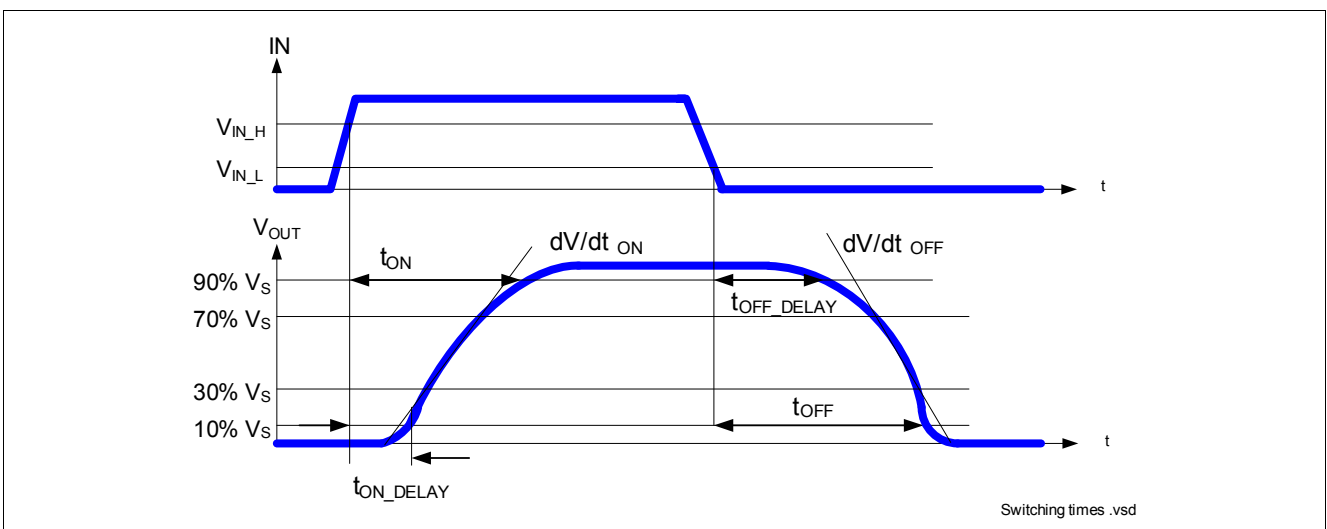 IN
V_IN_H
V_IN_L
t
V_OUT
dV/dt ON
dV/dt OFF
t_ON
90% V_S
t_OFF_DELAY
70% V_S
30% V_S
t_OFF
10% V_S
t
t_ON_DELAY
Switching times .vsd